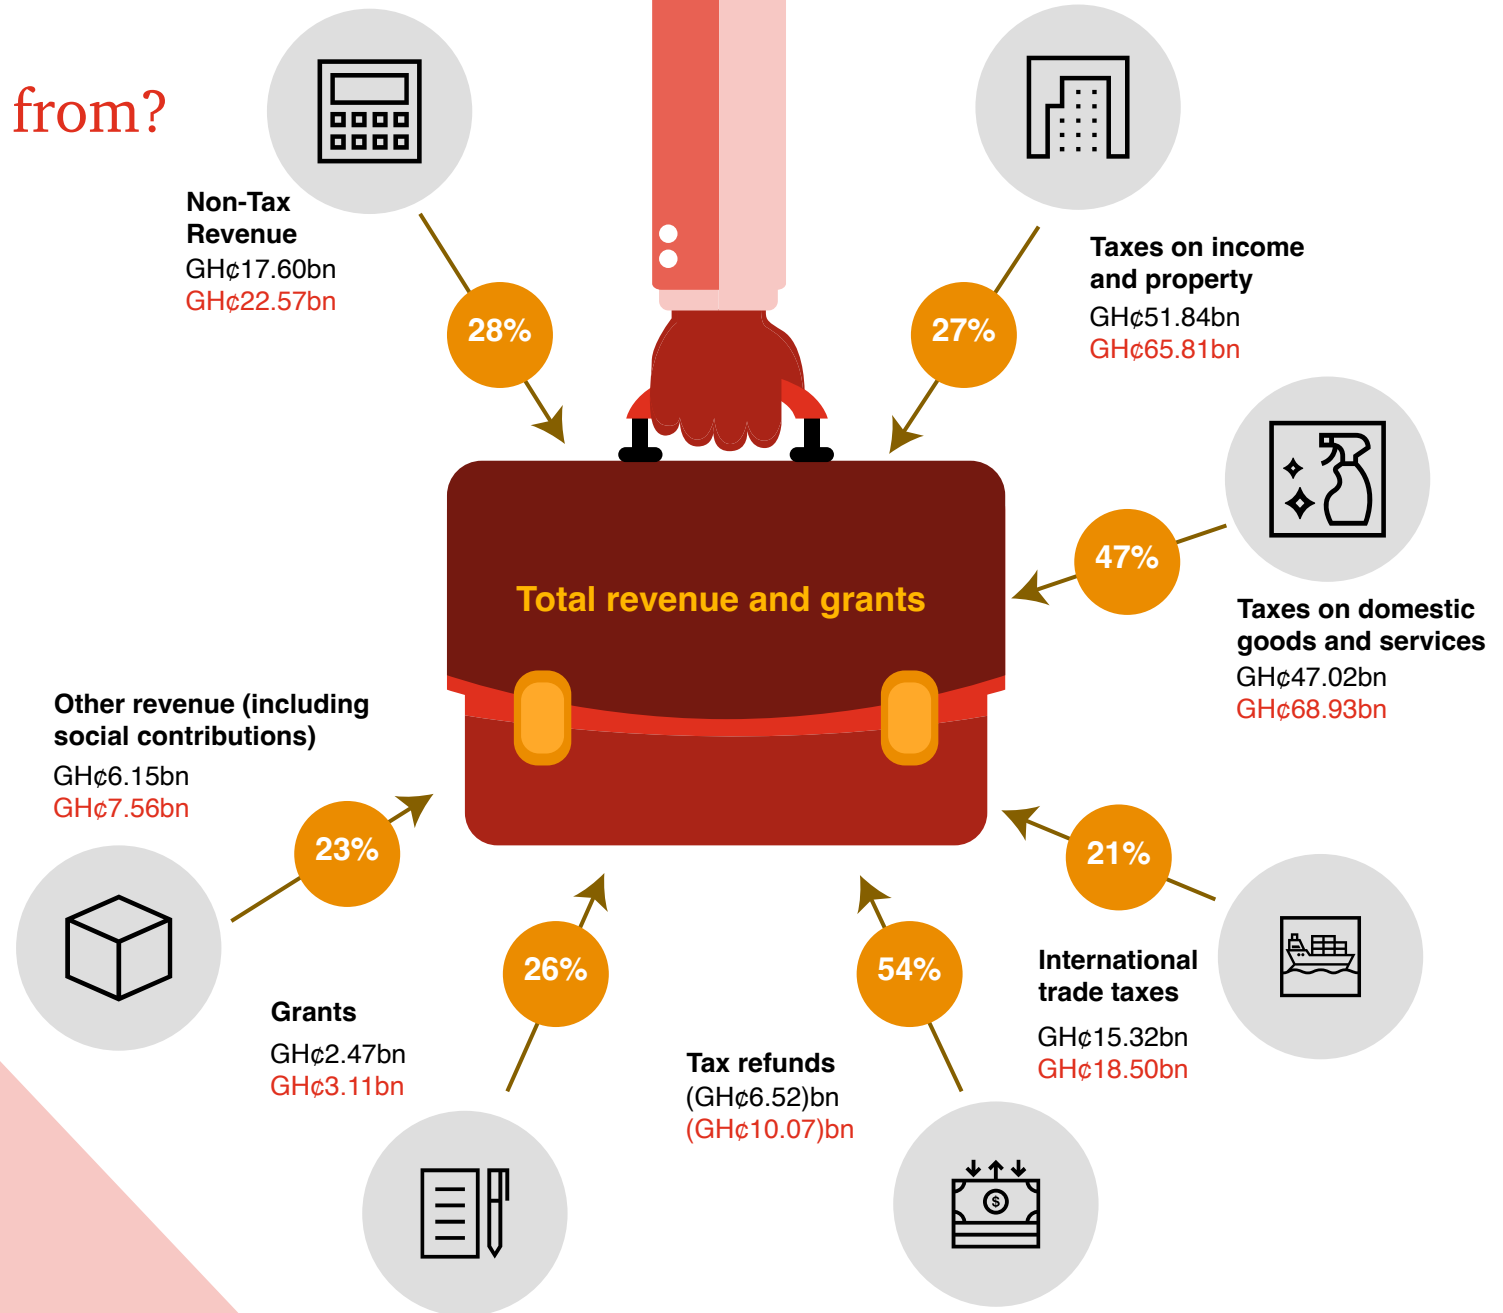 from?
Non-Tax
Revenue
GH¢17.60bn
GH¢22.57bn
28%
27%
Taxes on income
and property
GH¢51.84bn
GH¢65.81bn
47%
Taxes on domestic
goods and services
GH¢47.02bn
GH¢68.93bn
Total revenue and grants
Other revenue (including
social contributions)
GH¢6.15bn
GH¢7.56bn
23%
21%
International
trade taxes
GH¢15.32bn
GH¢18.50bn
26%
Grants
GH¢2.47bn
GH¢3.11bn
54%
Tax refunds
(GH¢6.52)bn
(GH¢10.07)bn
$